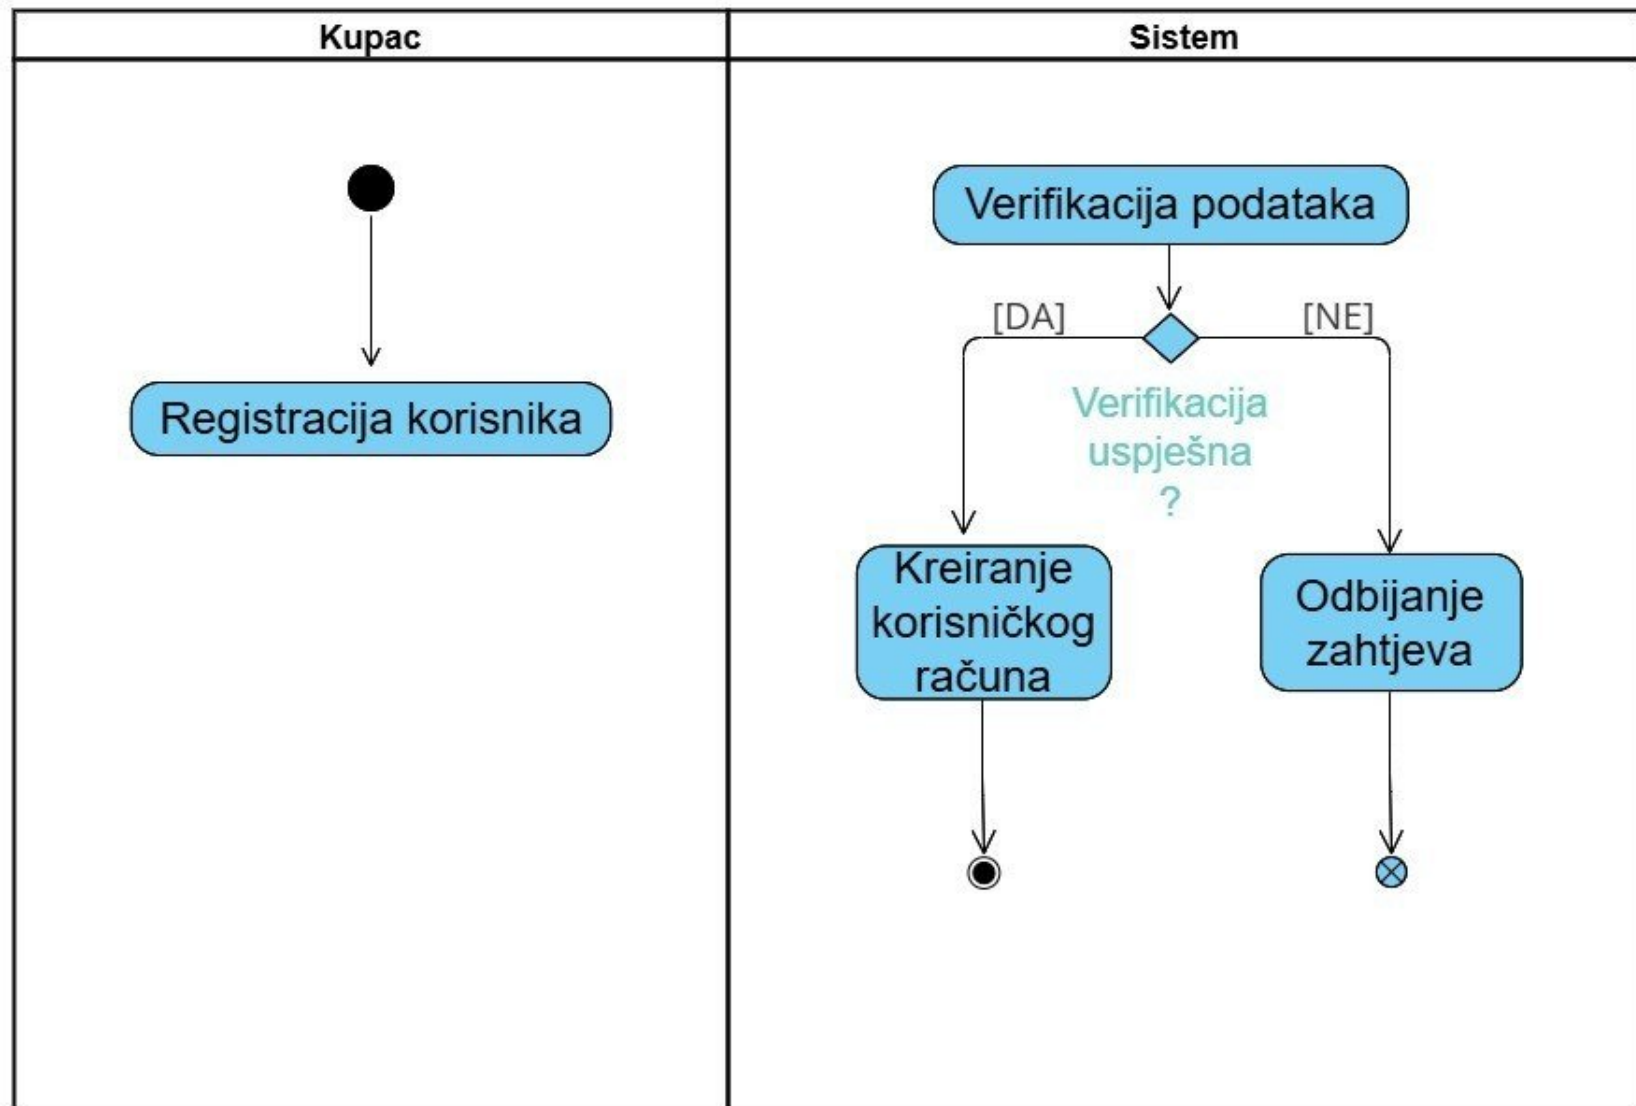 Kupac
Sistem
Registracija korisnika
Verifikacija podataka
[DA]
[NE]
Verifikacija
uspješna
?
Kreiranje
korisničkog
računa
Odbijanje
zahtjeva